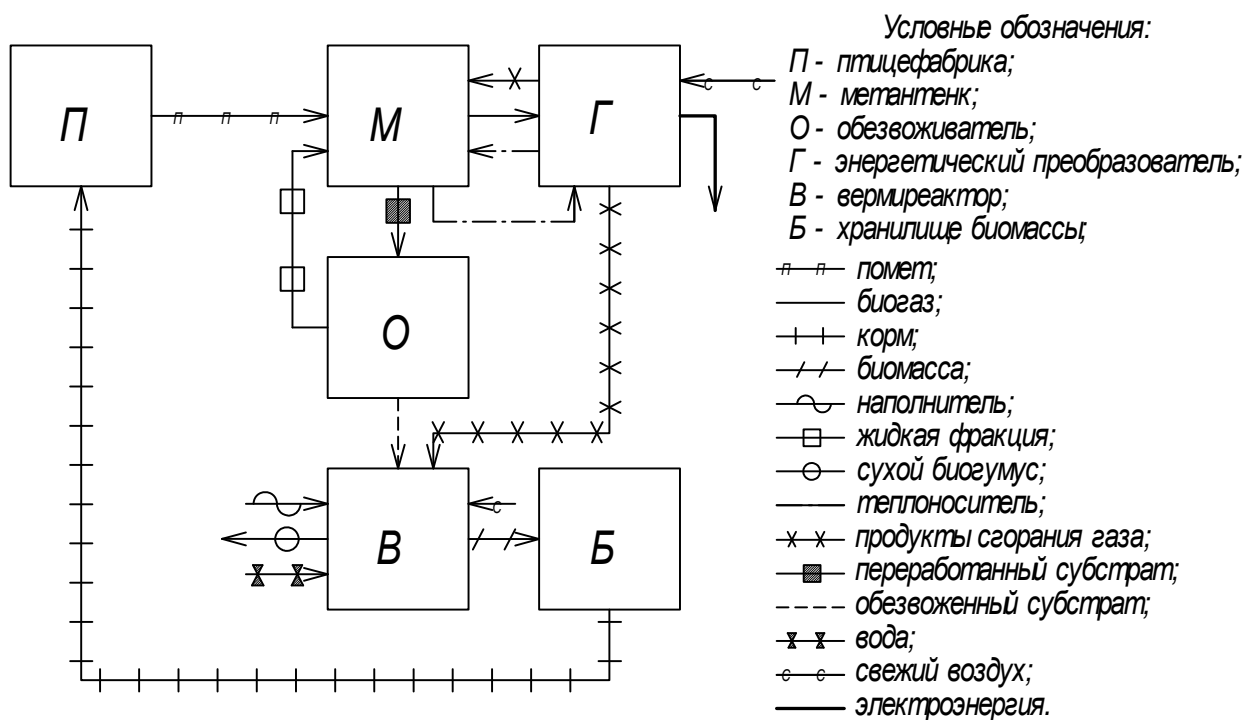 Условные обозначения:
П - птицефабрика;
М - метантенк;
О - обезвоживатель;
Г - энергетический преобразователь;
В - вермиреактор;
Б - хранилище биомассы;
п п помет;
биогаз;
корм;
биомасса;
наполнитель;
жидкая фракция;
сухой биогумус;
теплоноситель;
продукты сгорания газа;
переработанный субстрат;
обезвоженный субстрат;
вода;
с с свежий воздух;
электроэнергия.
П
п п п
М
Г
с с
О
В
с
Б